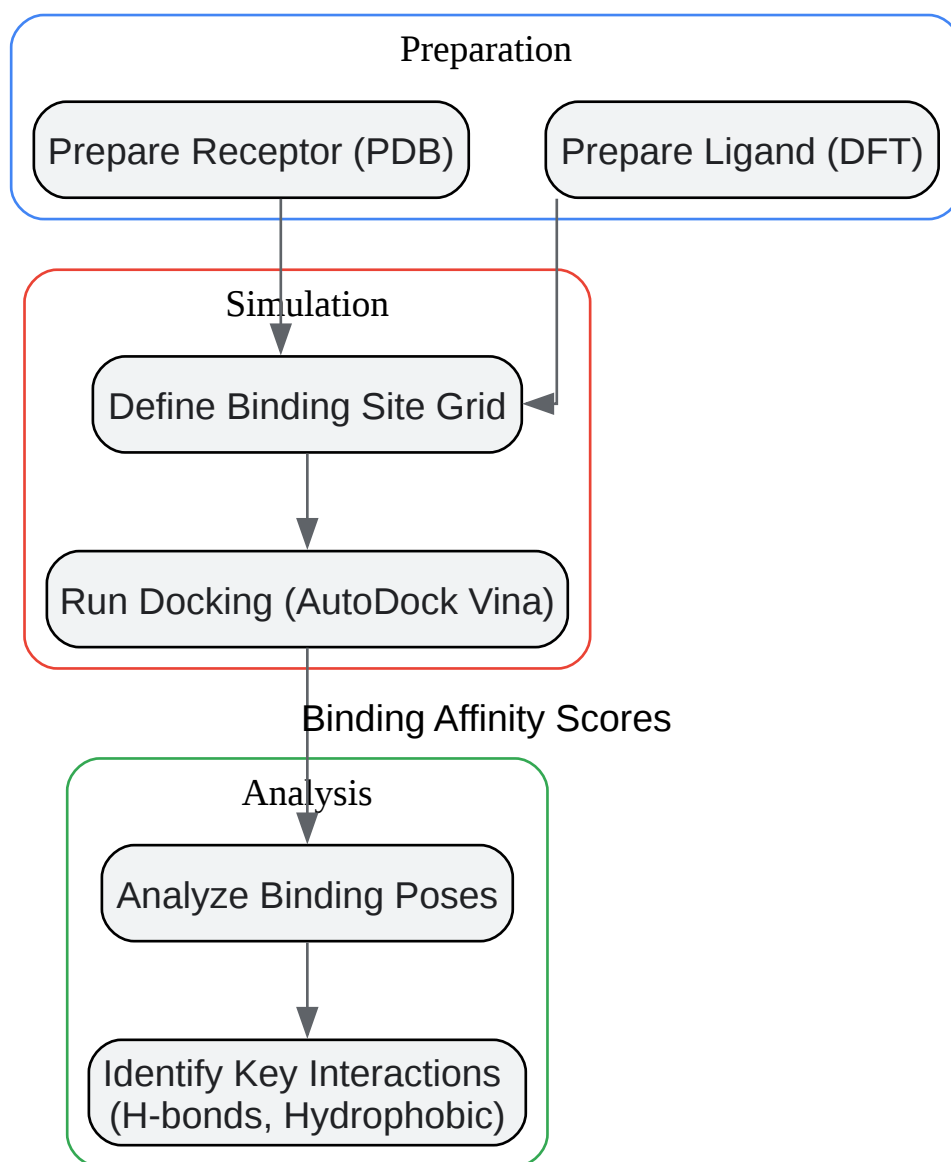 Preparation
Prepare Receptor (PDB)
Prepare Ligand (DFT)
Simulation
Define Binding Site Grid
Run Docking (AutoDock Vina)
Binding Affinity Scores
Analysis
Analyze Binding Poses
Identify Key Interactions
(H-bonds, Hydrophobic)